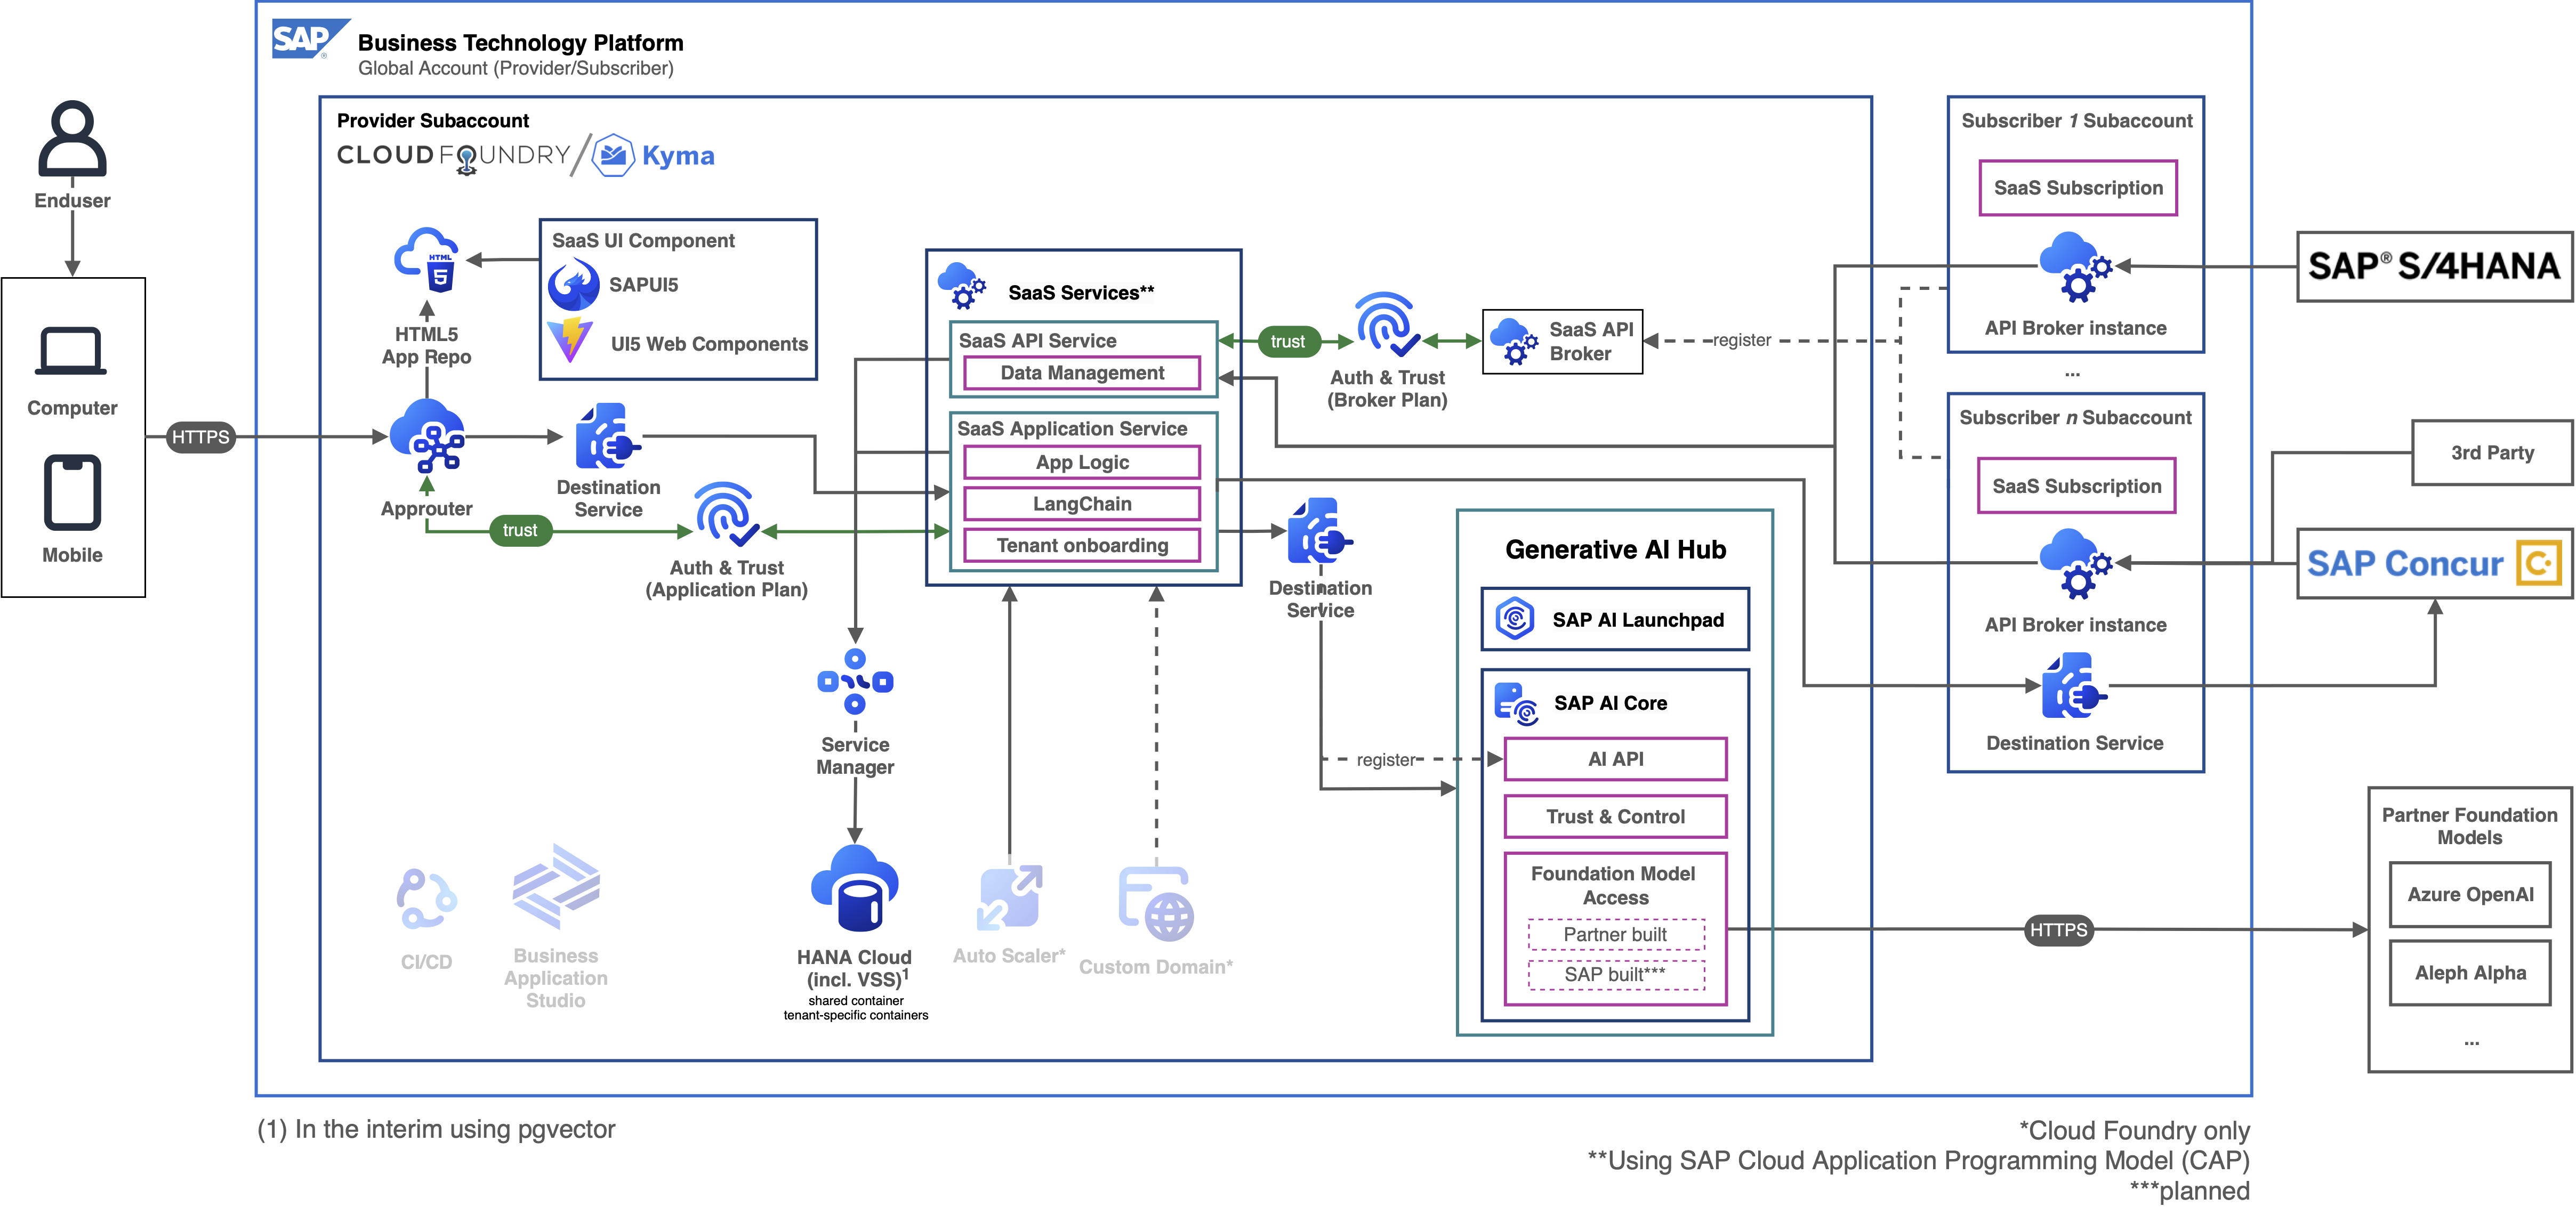 SAP
Business Technology Platform
Global Account (Provider/Subscriber)
Enduser
Computer
Mobile
HTTPS
Provider Subaccount
CLOUD FOUNDRY / Kyma
HTML
5
HTML5
App Repo
SaaS UI Component
SAPUI5
UI5 Web Components
Approuter
Destination
Service
trust
Auth & Trust
(Application Plan)
SaaS Services**
SaaS API Service
Data Management
SaaS Application Service
App Logic
LangChain
Tenant onboarding
trust
Auth & Trust
(Broker Plan)
SaaS API
Broker
register
Destination
Service
register
Service
Manager
HANA Cloud
(incl. VSS)1
shared container
tenant-specific containers
CI/CD
Business
Application
Studio
Auto Scaler*
Custom Domain*
Generative AI Hub
SAP AI Launchpad
SAP AI Core
AI API
Trust & Control
Foundation Model
Access
Partner built
SAP built***
HTTPS
Subscriber 1 Subaccount
SaaS Subscription
API Broker instance
...
Subscriber n Subaccount
SaaS Subscription
API Broker instance
Destination Service
SAP® S/4HANA
3rd Party
SAP Concur C.
Partner Foundation
Models
Azure OpenAI
Aleph Alpha
...
(1) In the interim using pgvector
*Cloud Foundry only
**Using SAP Cloud Application Programming Model (CAP)
***planned